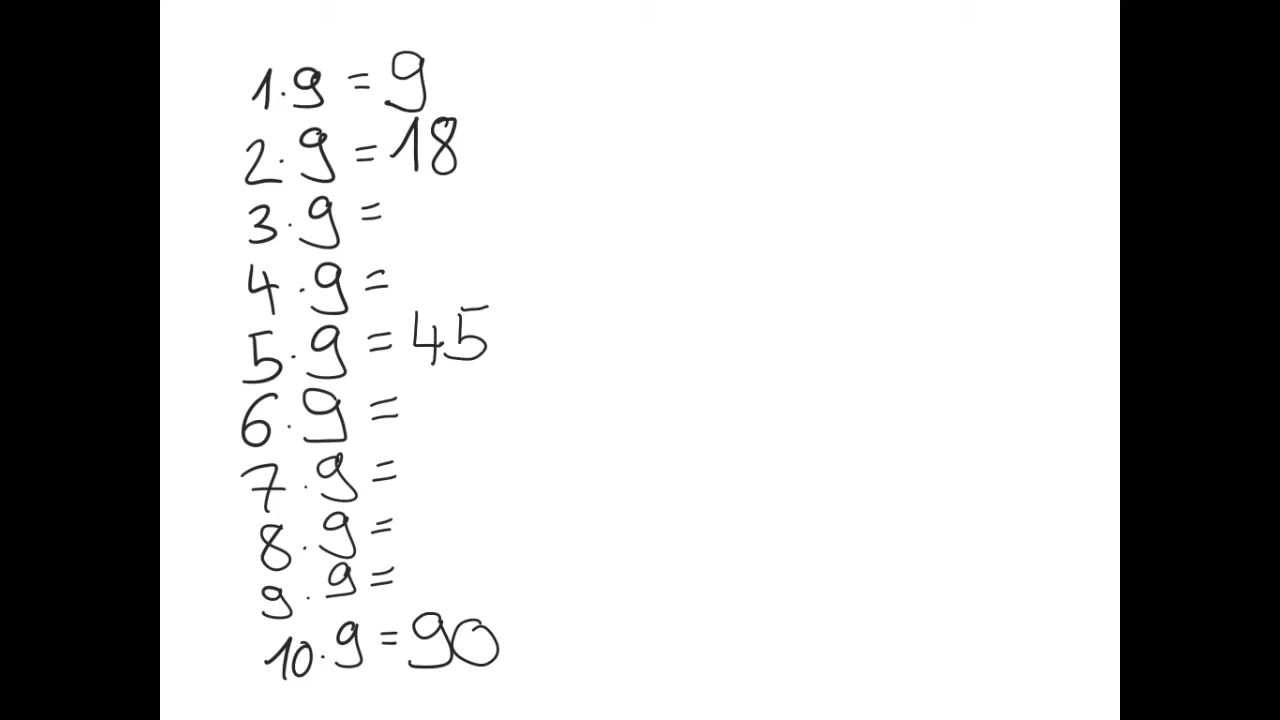 1·9 = 9
2·9 = 18
3·9 =
4·9 =
5·9 = 45
6·9 =
7·9 =
8·9 =
9·9 =
10·9 = 90